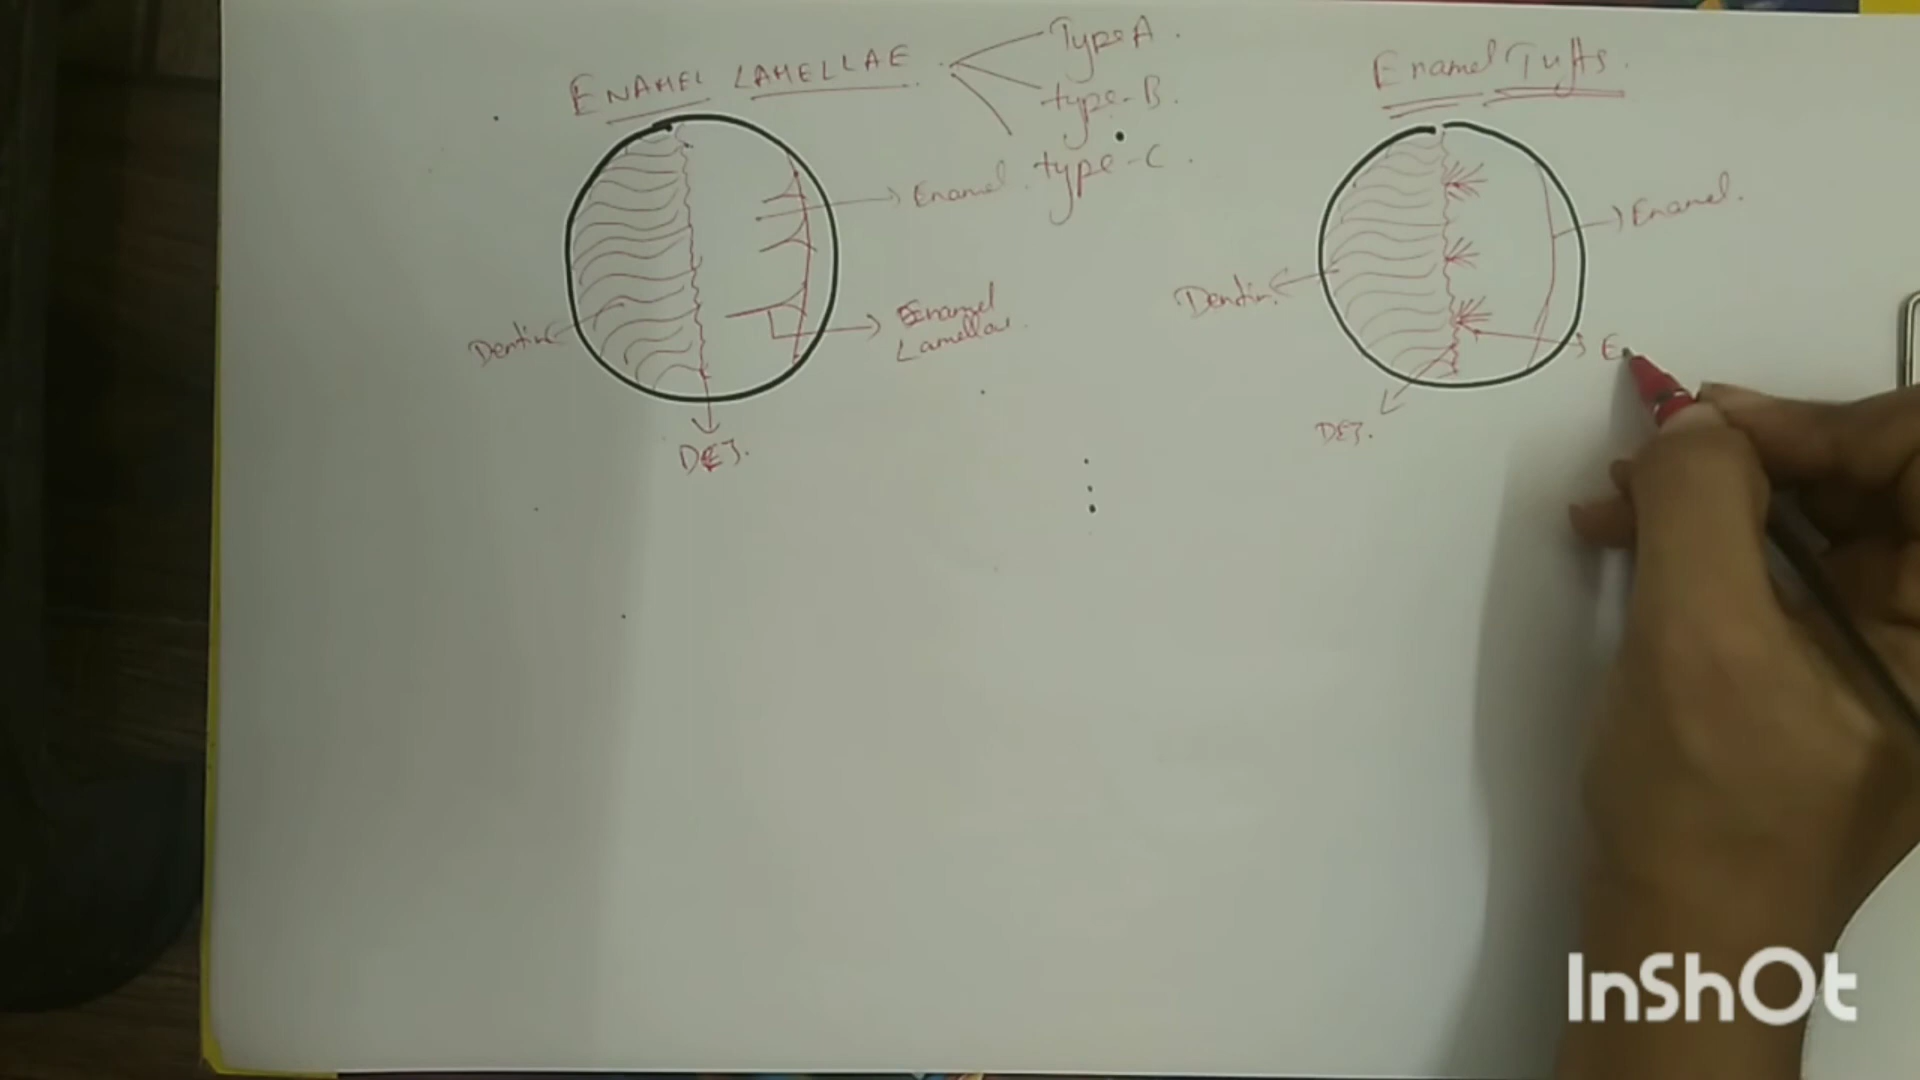 ENAMEL LAMELLAE
Type A.
type-B.
type-C.
Enamel.
Enamel
Lamellae.
Dentin
DEJ.
Enamel Tufts.
Enamel.
Dentin.
DEJ.
E
InShOt